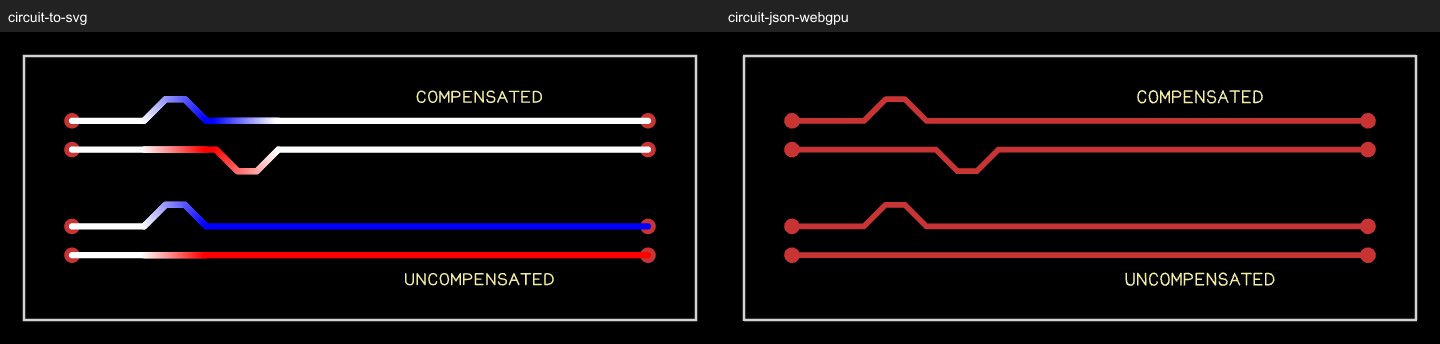 circuit-to-svg
circuit-json-webgpu
COMPENSATED
COMPENSATED
UNCOMPENSATED
UNCOMPENSATED